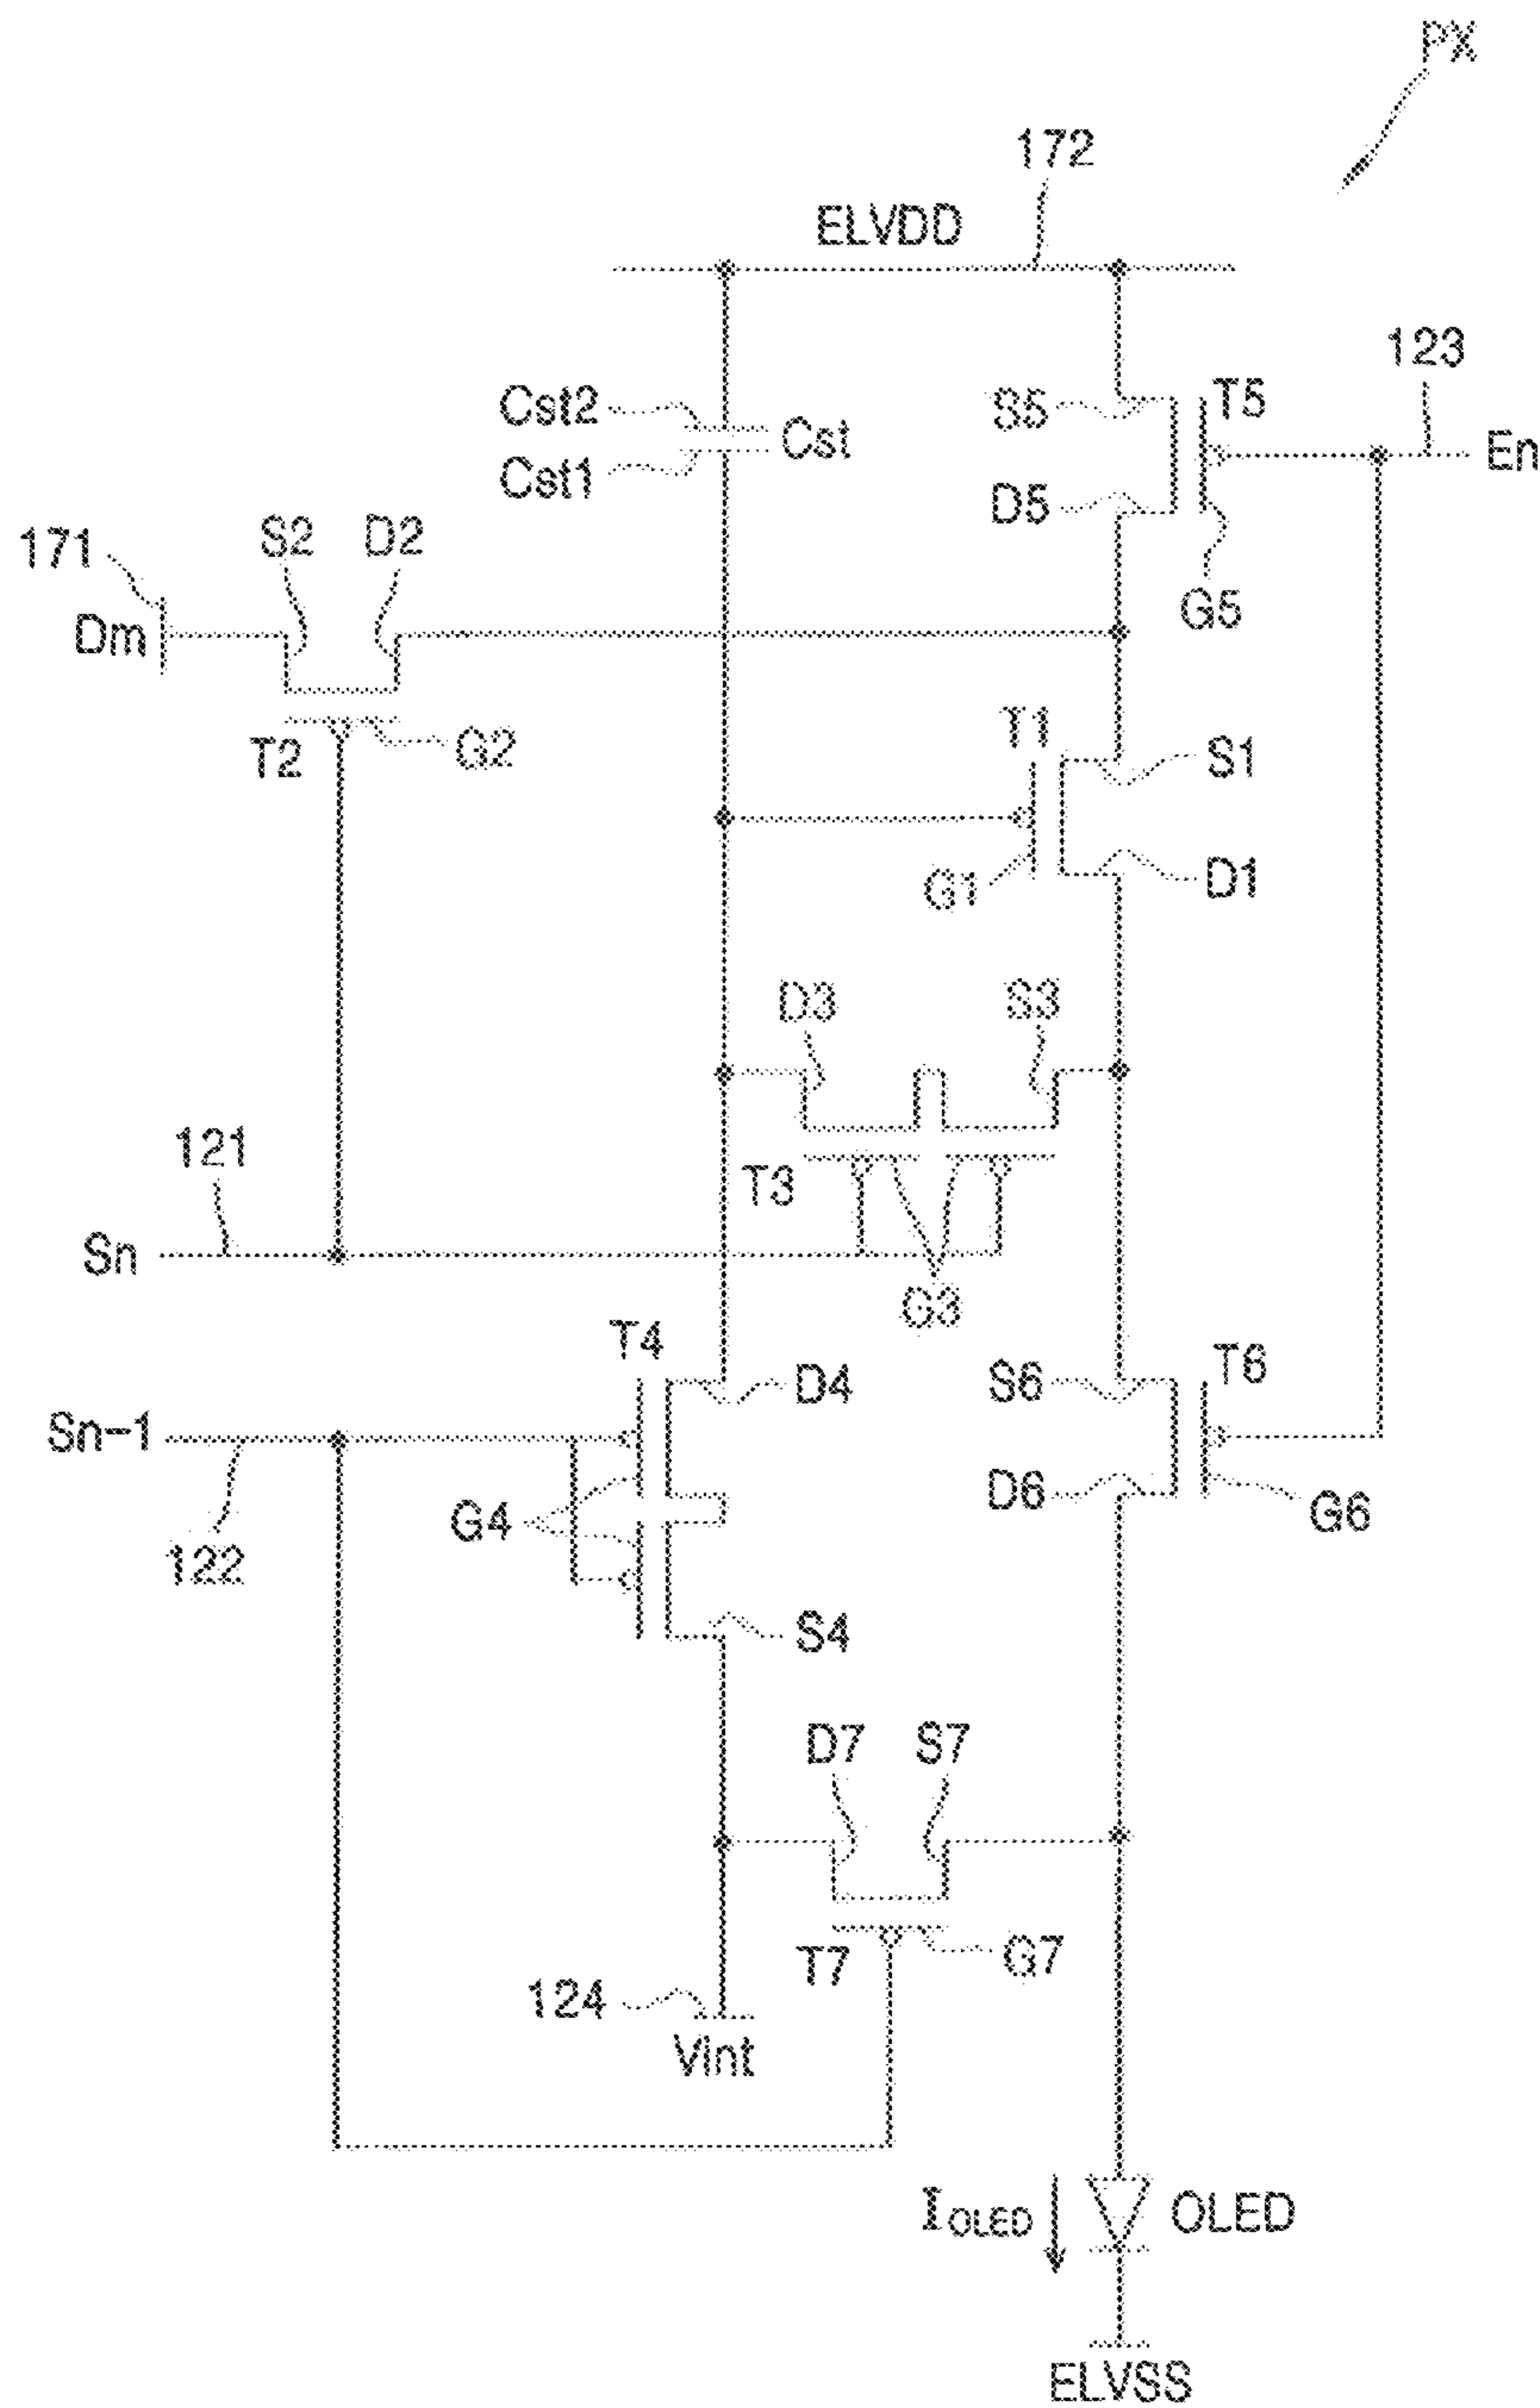 PX
172
ELVDD
123
Cst2
Cst
Cst1
S5
T5
En
D5
G5
171
S2
D2
Dm
T2
G2
T1
S1
G1
D1
D3
S3
121
T3
Sn
G3
T4
D4
S6
T6
Sn-1
122
G4
D6
G6
S4
D7
S7
T7
G7
124
Vint
IOLED
OLED
ELVSS